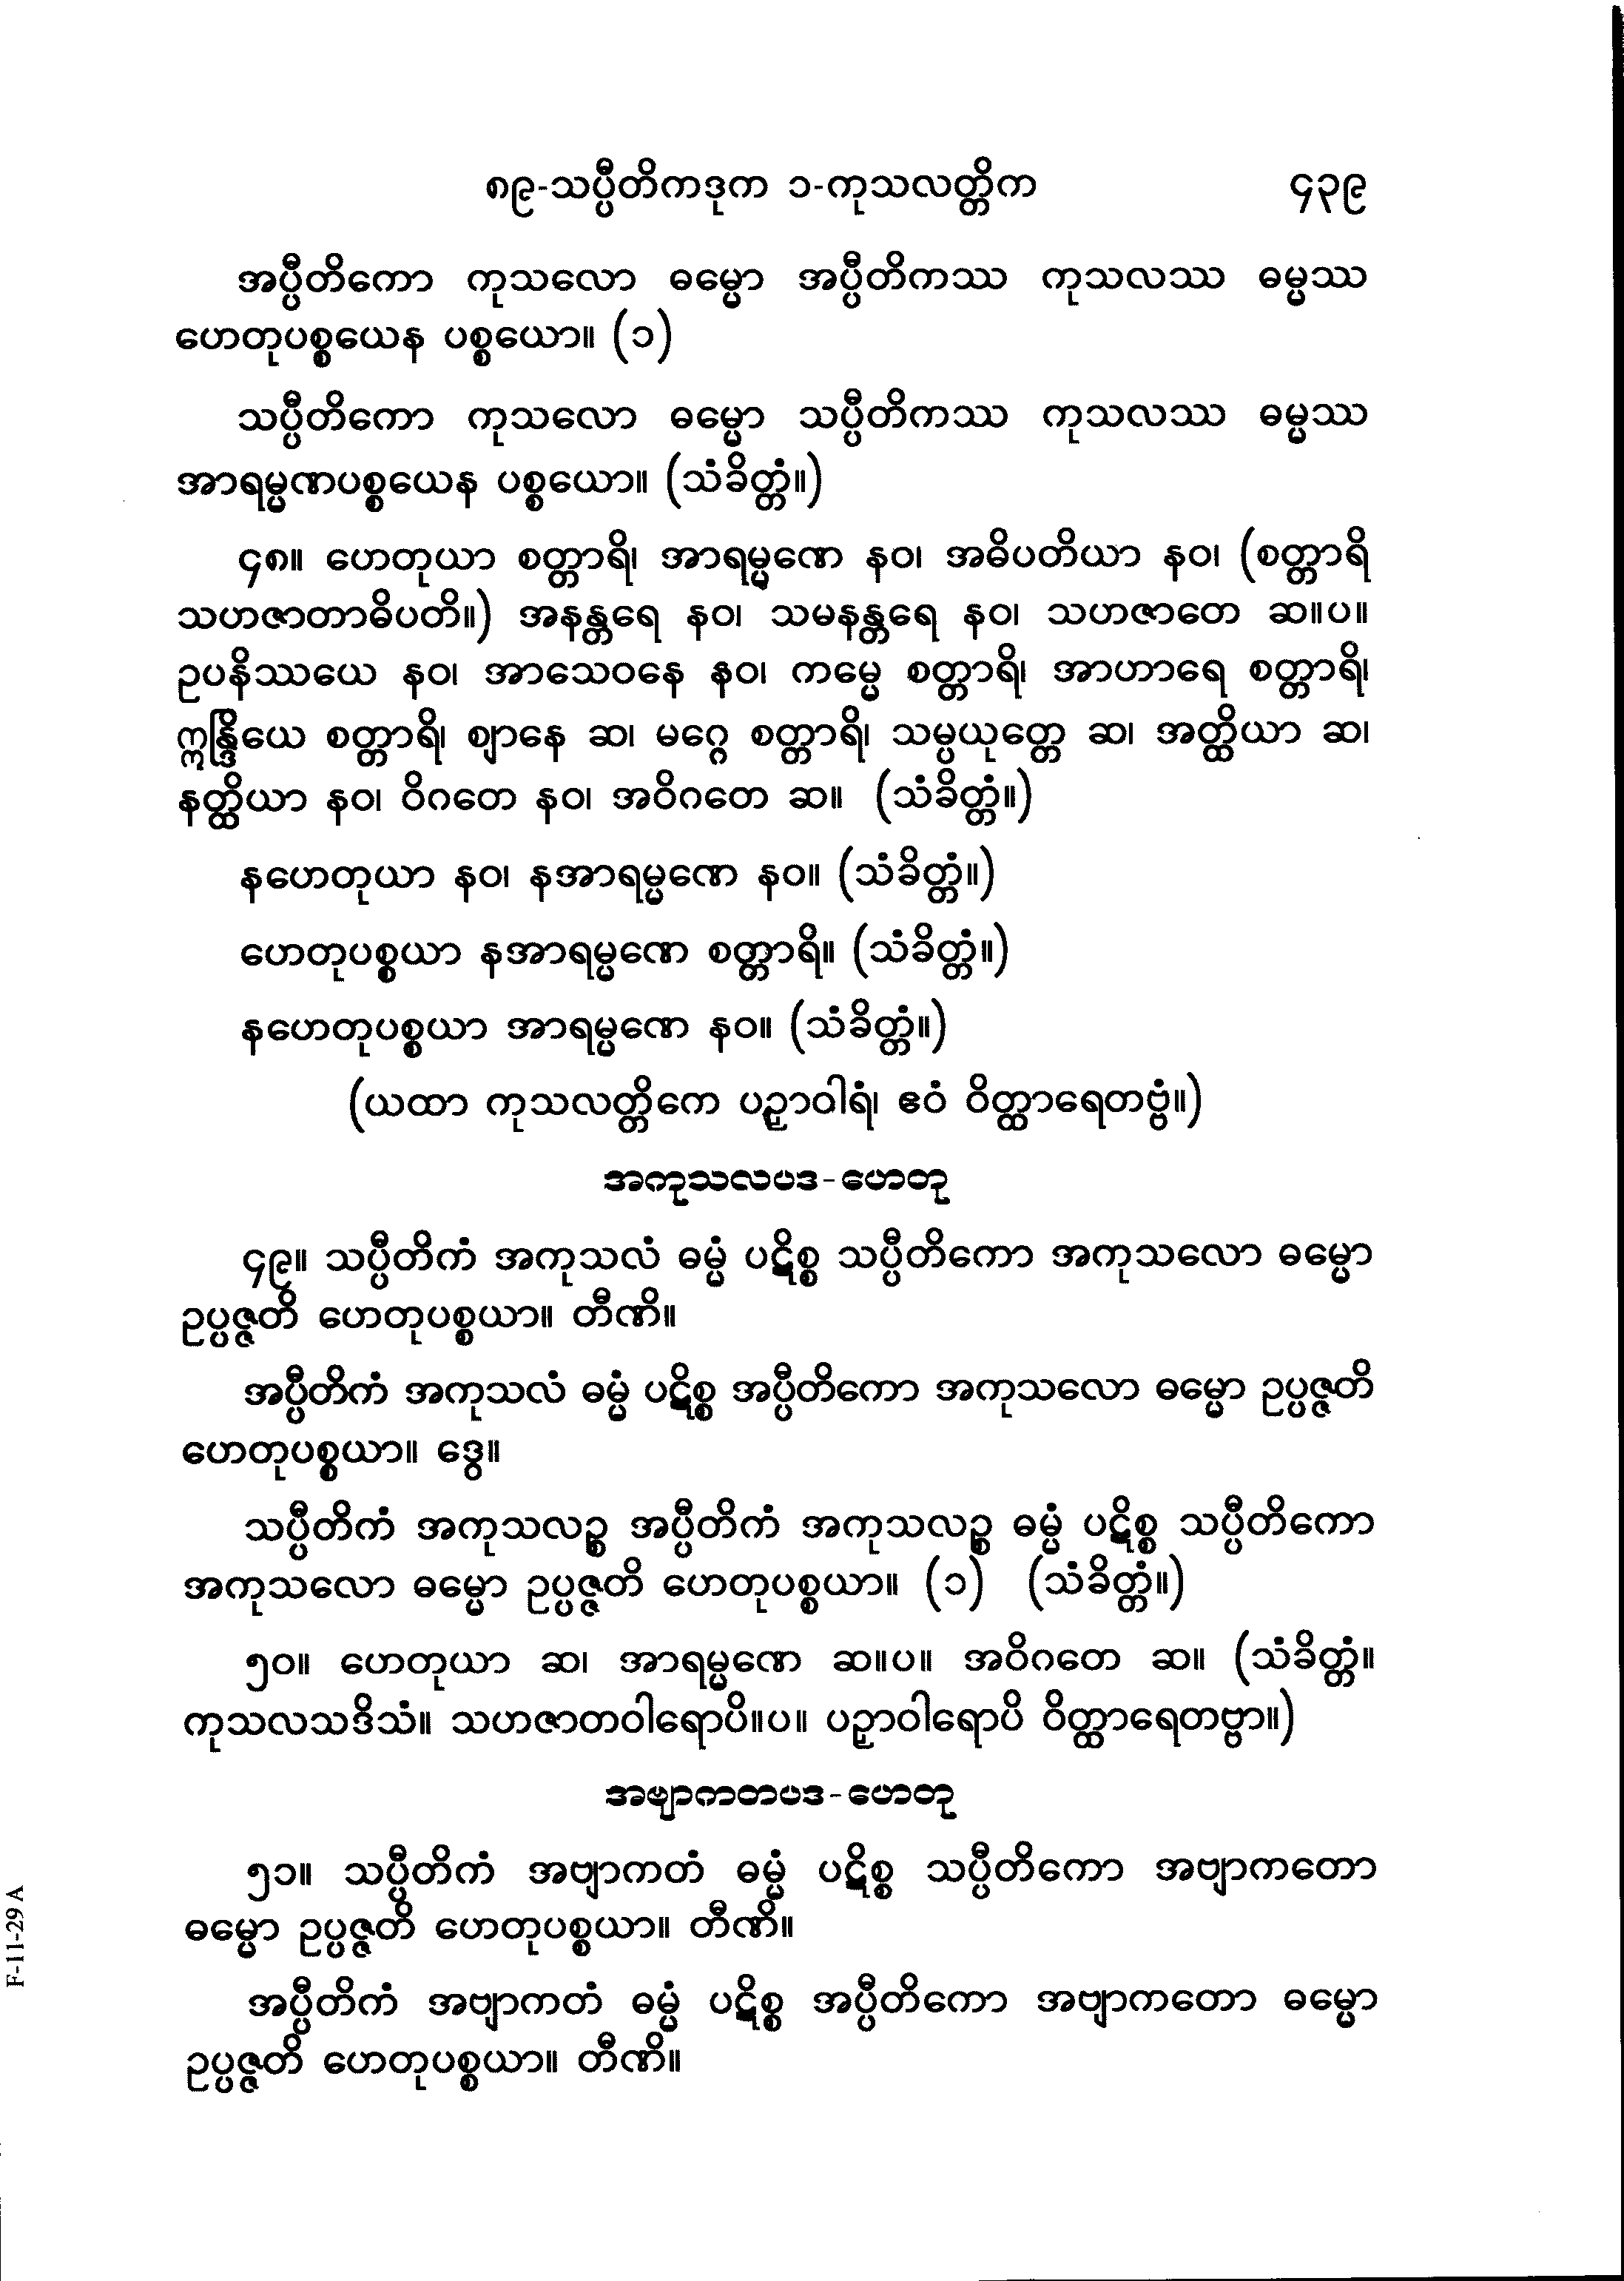 ၈၉-သပ္ပီတိကဒုက ၁-ကုသလတ္တိက ၄၃၉
အပ္ပီတိကော ကုသလော ဓမ္မော အပ္ပီတိကဿ ကုသလဿ ဓမ္မဿ
ဟေတုပစ္စယေန ပစ္စယော။ (၁)
သပ္ပီတိကော ကုသလော ဓမ္မော သပ္ပီတိကဿ ကုသလဿ ဓမ္မဿ
အာရမ္မဏပစ္စယေန ပစ္စယော။ (သံခိတ္တံ။)
၄၈။ ဟေတုယာ စတ္တာရိ၊ အာရမ္မဏေ နဝ၊ အဓိပတိယာ နဝ၊ (စတ္တာရိ
သဟဇာတာဓိပတိ။) အနန္တရေ နဝ၊ သမနန္တရေ နဝ၊ သဟဇာတေ ဆ။ပ။
ဥပနိဿယေ နဝ၊ အာသေဝနေ နဝ၊ ကမ္မေ စတ္တာရိ၊ အာဟာရေ စတ္တာရိ၊
ဣန္ဒြိယေ စတ္တာရိ၊ ဈာနေ ဆ၊ မဂ္ဂေ စတ္တာရိ၊ သမ္ပယုတ္တေ ဆ၊ အတ္ထိယာ ဆ၊
နတ္ထိယာ နဝ၊ ဝိဂတေ နဝ၊ အဝိဂတေ ဆ။ (သံခိတ္တံ။)
နဟေတုယာ နဝ၊ နအာရမ္မဏေ နဝ။ (သံခိတ္တံ။)
ဟေတုပစ္စယာ နအာရမ္မဏေ စတ္တာရိ။ (သံခိတ္တံ။)
နဟေတုပစ္စယာ အာရမ္မဏေ နဝ။ (သံခိတ္တံ။)
(ယထာ ကုသလတ္တိကေ ပဉှာဝါရံ၊ ဧဝံ ဝိတ္ထာရေတဗ္ဗံ။)
အကုသလပဒ-ဟေတု
၄၉။ သပ္ပီတိကံ အကုသလံ ဓမ္မံ ပဋိစ္စ သပ္ပီတိကော အကုသလော ဓမ္မော
ဥပ္ပဇ္ဇတိ ဟေတုပစ္စယာ။ တီဏိ။
အပ္ပီတိကံ အကုသလံ ဓမ္မံ ပဋိစ္စ အပ္ပီတိကော အကုသလော ဓမ္မော ဥပ္ပဇ္ဇတိ
ဟေတုပစ္စယာ။ ဒွေ။
သပ္ပီတိကံ အကုသလဉ္စ အပ္ပီတိကံ အကုသလဉ္စ ဓမ္မံ ပဋိစ္စ သပ္ပီတိကော
အကုသလော ဓမ္မော ဥပ္ပဇ္ဇတိ ဟေတုပစ္စယာ။ (၁) (သံခိတ္တံ။)
၅၀။ ဟေတုယာ ဆ၊ အာရမ္မဏေ ဆ။ပ။ အဝိဂတေ ဆ။ (သံခိတ္တံ။
ကုသလသဒိသံ။ သဟဇာတဝါရောပိ။ပ။ ပဉှာဝါရောပိ ဝိတ္ထာရေတဗ္ဗာ။)
အဗျာကတပဒ-ဟေတု
၅၁။ သပ္ပီတိကံ အဗျာကတံ ဓမ္မံ ပဋိစ္စ သပ္ပီတိကော အဗျာကတော
ဓမ္မော ဥပ္ပဇ္ဇတိ ဟေတုပစ္စယာ။ တီဏိ။
အပ္ပီတိကံ အဗျာကတံ ဓမ္မံ ပဋိစ္စ အပ္ပီတိကော အဗျာကတော ဓမ္မော
ဥပ္ပဇ္ဇတိ ဟေတုပစ္စယာ။ တီဏိ။
F-11-29 A